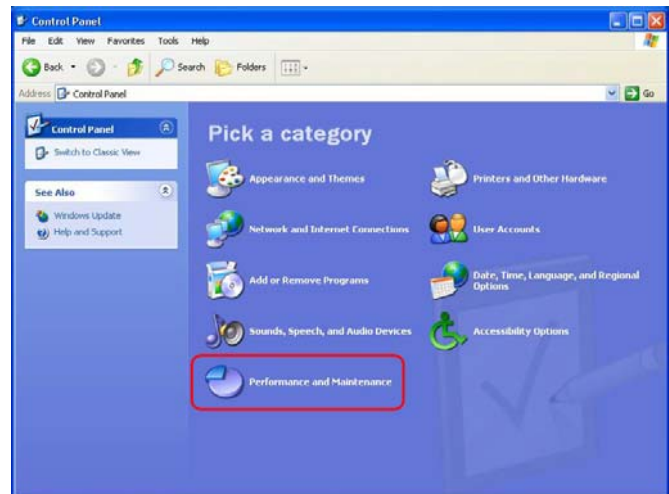 Control Panel
File Edit View Favorites Tools Help
Back Search Folders
Address Control Panel Go
Control Panel
Switch to Classic View
See Also
Windows Update
Help and Support
Pick a category
Appearance and Themes
Printers and Other Hardware
Network and Internet Connections
User Accounts
Add or Remove Programs
Date, Time, Language, and Regional
Options
Sounds, Speech, and Audio Devices
Accessibility Options
Performance and Maintenance